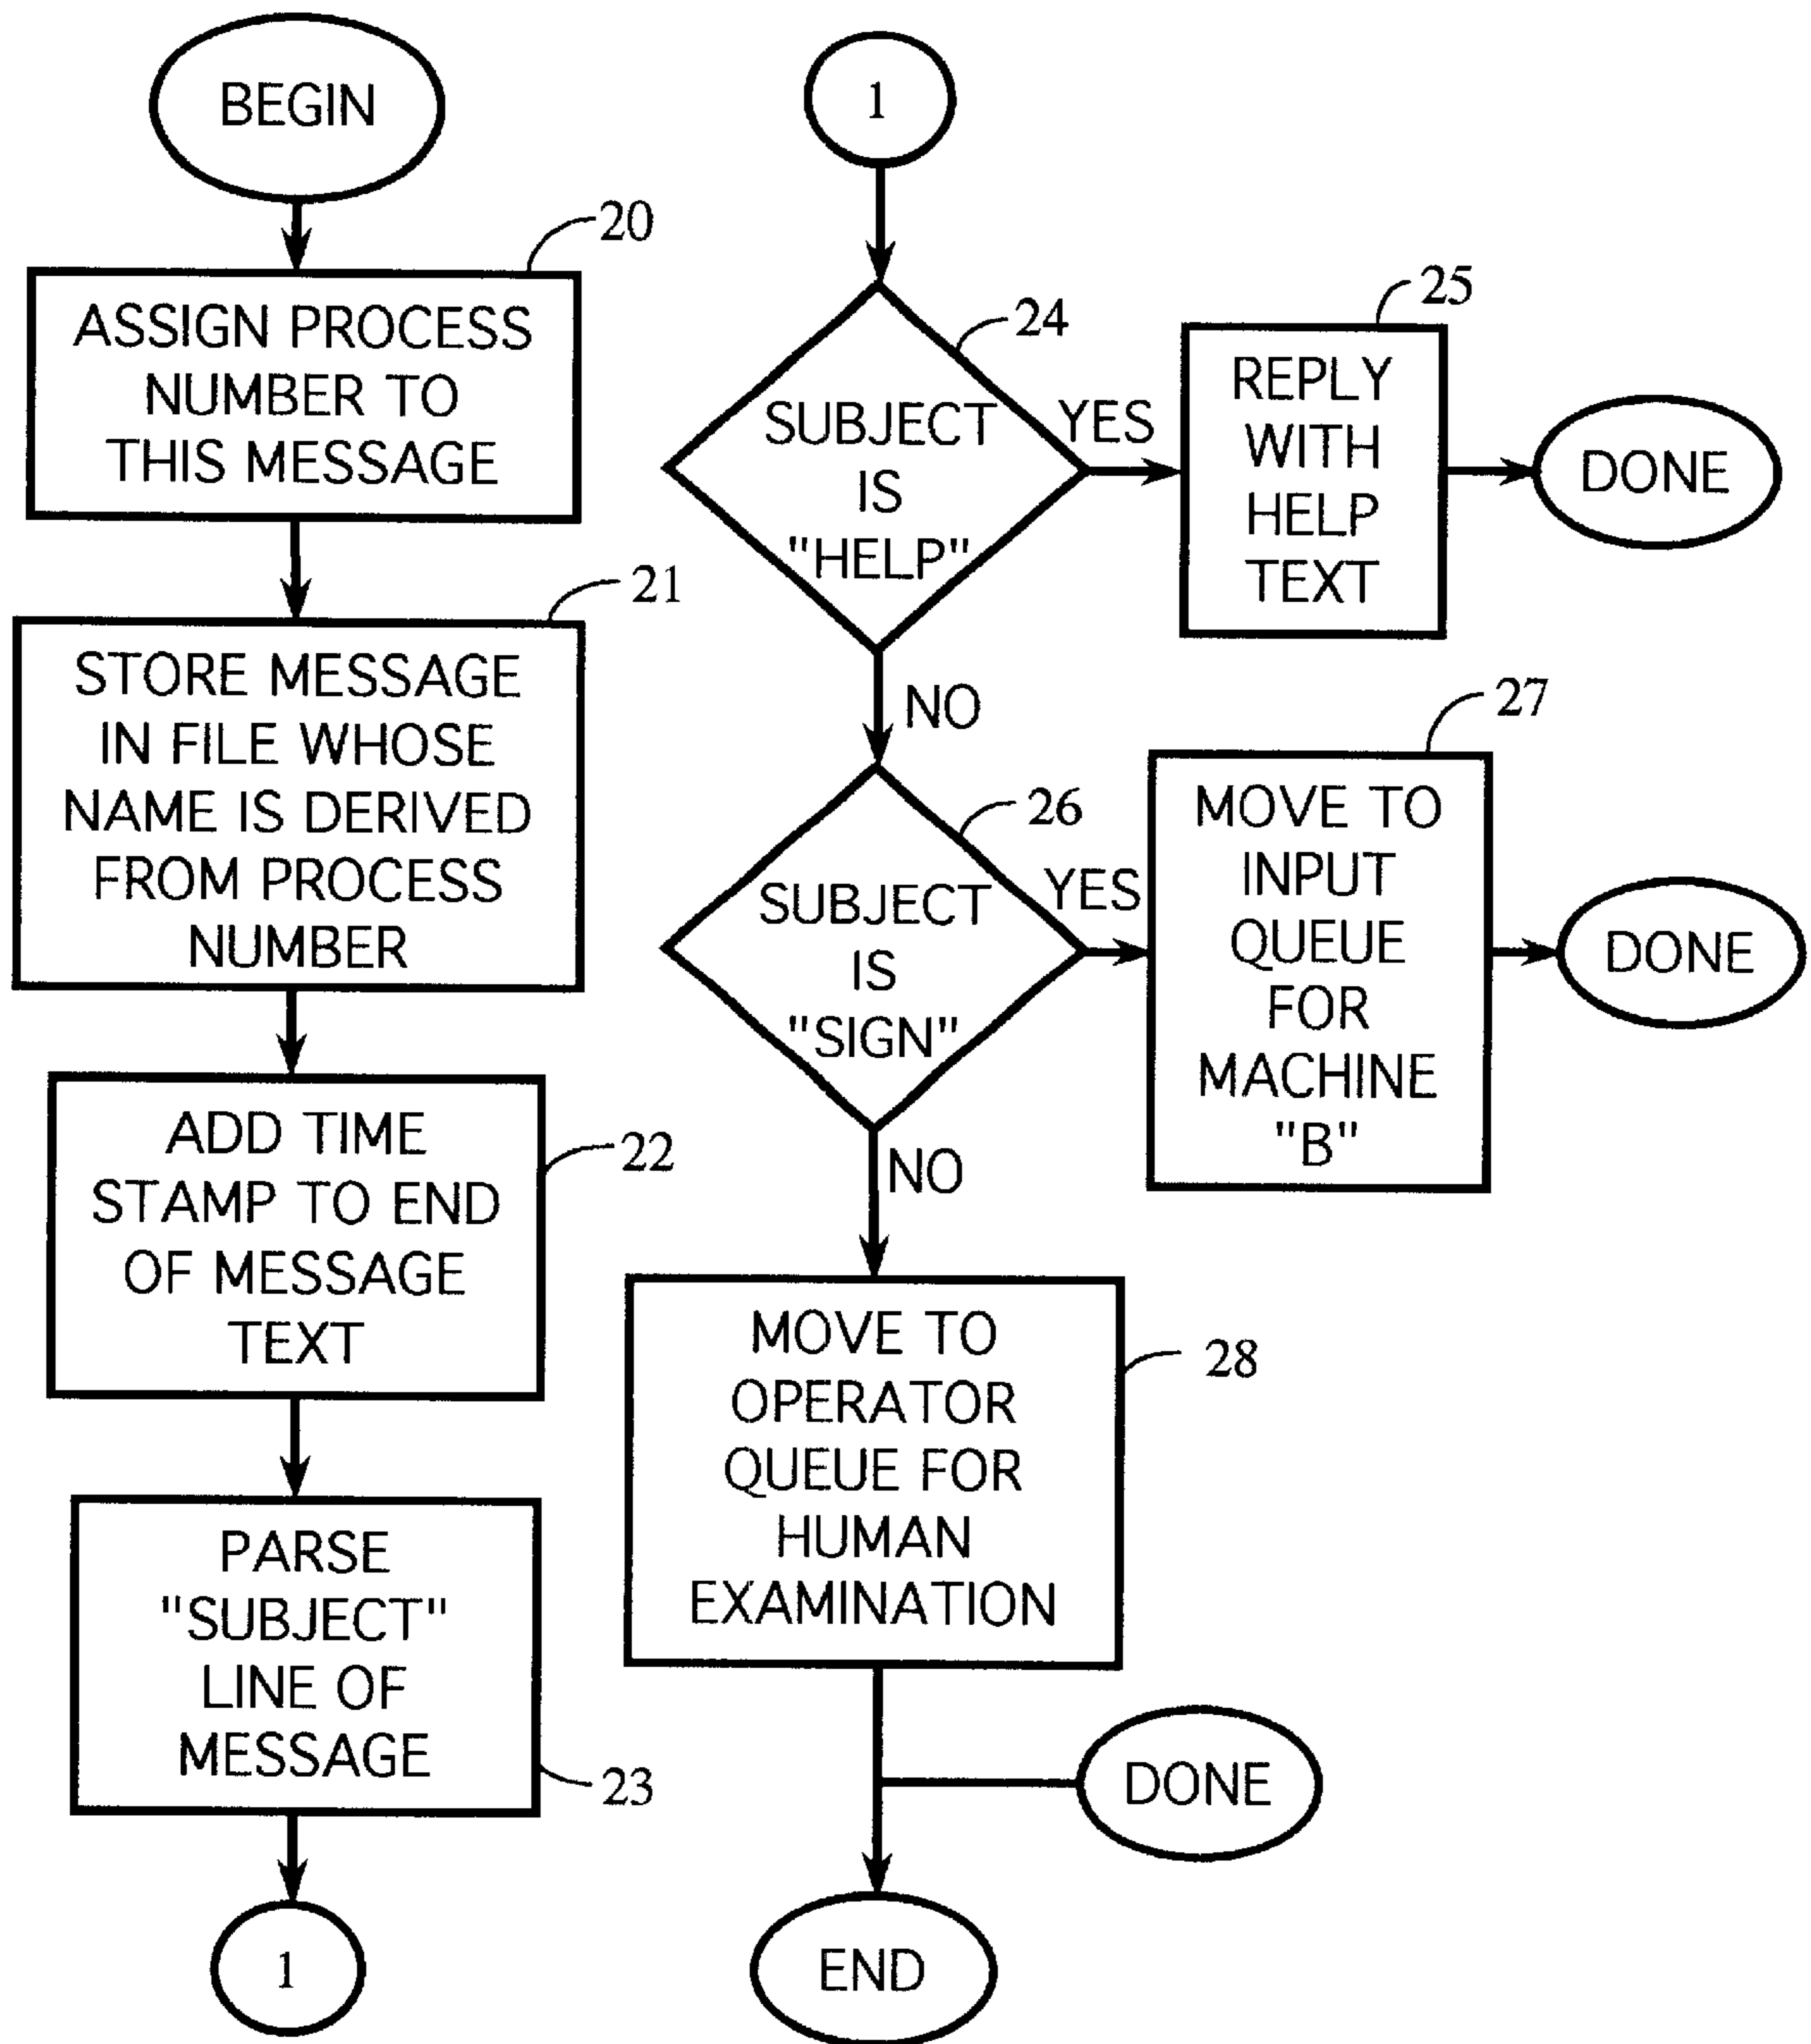 BEGIN
20
ASSIGN PROCESS
NUMBER TO
THIS MESSAGE
21
STORE MESSAGE
IN FILE WHOSE
NAME IS DERIVED
FROM PROCESS
NUMBER
ADD TIME
STAMP TO END
OF MESSAGE
TEXT
22
PARSE
"SUBJECT"
LINE OF
MESSAGE
23
1
1
24
SUBJECT
IS
"HELP"
YES
25
REPLY
WITH
HELP
TEXT
DONE
NO
26
SUBJECT
IS
"SIGN"
YES
27
MOVE TO
INPUT
QUEUE
FOR
MACHINE
"B"
DONE
NO
MOVE TO
OPERATOR
QUEUE FOR
HUMAN
EXAMINATION
28
DONE
END